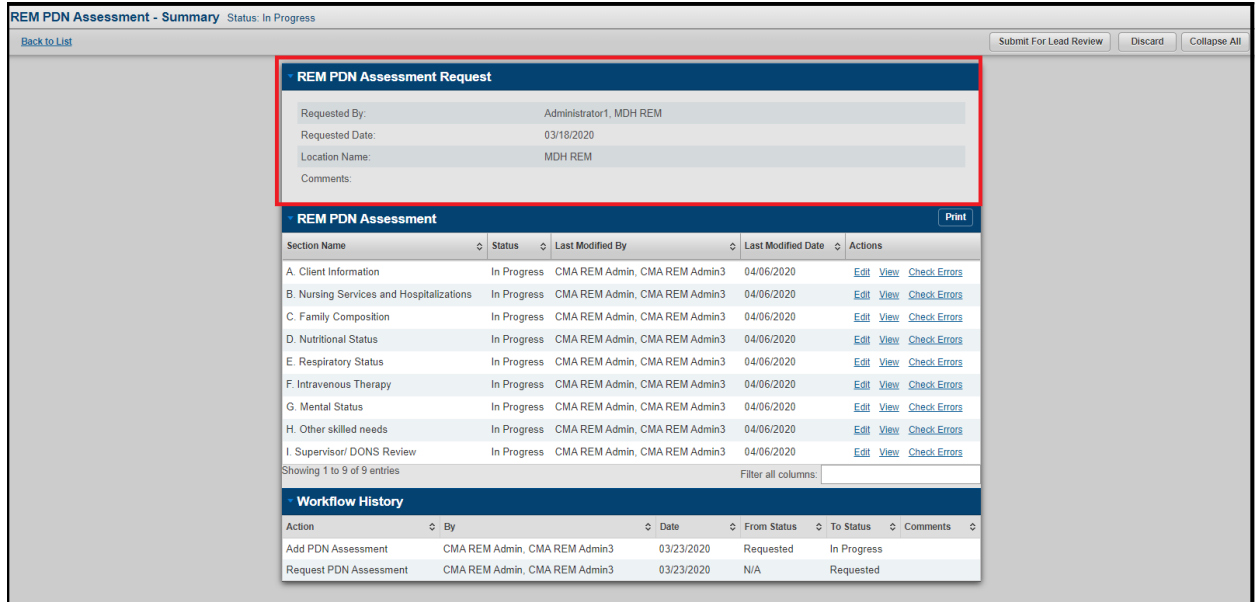 REM PDN Assessment - Summary Status: In Progress
Back to List Submit For Lead Review Discard Collapse All
REM PDN Assessment Request
Requested By: Administrator1, MDH REM
Requested Date: 03/18/2020
Location Name: MDH REM
Comments:
REM PDN Assessment Print
Section Name Status Last Modified By Last Modified Date Actions
A. Client Information In Progress CMA REM Admin, CMA REM Admin3 04/06/2020 Edit View Check Errors
B. Nursing Services and Hospitalizations In Progress CMA REM Admin, CMA REM Admin3 04/06/2020 Edit View Check Errors
C. Family Composition In Progress CMA REM Admin, CMA REM Admin3 04/06/2020 Edit View Check Errors
D. Nutritional Status In Progress CMA REM Admin, CMA REM Admin3 04/06/2020 Edit View Check Errors
E. Respiratory Status In Progress CMA REM Admin, CMA REM Admin3 04/06/2020 Edit View Check Errors
F. Intravenous Therapy In Progress CMA REM Admin, CMA REM Admin3 04/06/2020 Edit View Check Errors
G. Mental Status In Progress CMA REM Admin, CMA REM Admin3 04/06/2020 Edit View Check Errors
H. Other skilled needs In Progress CMA REM Admin, CMA REM Admin3 04/06/2020 Edit View Check Errors
I. Supervisor/ DONS Review In Progress CMA REM Admin, CMA REM Admin3 04/06/2020 Edit View Check Errors
Showing 1 to 9 of 9 entries Filter all columns:
Workflow History
Action By Date From Status To Status Comments
Add PDN Assessment CMA REM Admin, CMA REM Admin3 03/23/2020 Requested In Progress
Request PDN Assessment CMA REM Admin, CMA REM Admin3 03/23/2020 N/A Requested